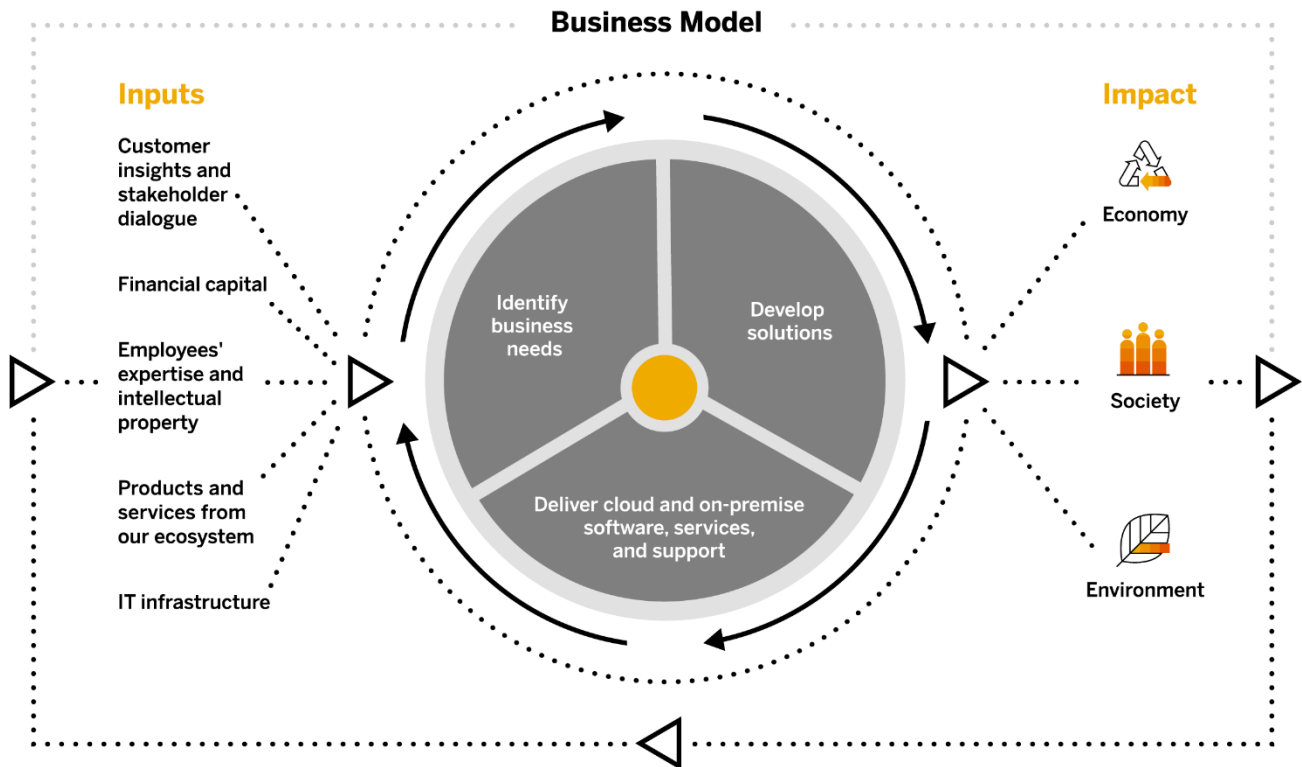 Business Model
Inputs
Customer
insights and
stakeholder
dialogue
Financial capital
Employees'
expertise and
intellectual
property
Products and
services from
our ecosystem
IT infrastructure
Identify
business
needs
Develop
solutions
Deliver cloud and on-premise
software, services,
and support
Impact
Economy
Society
Environment